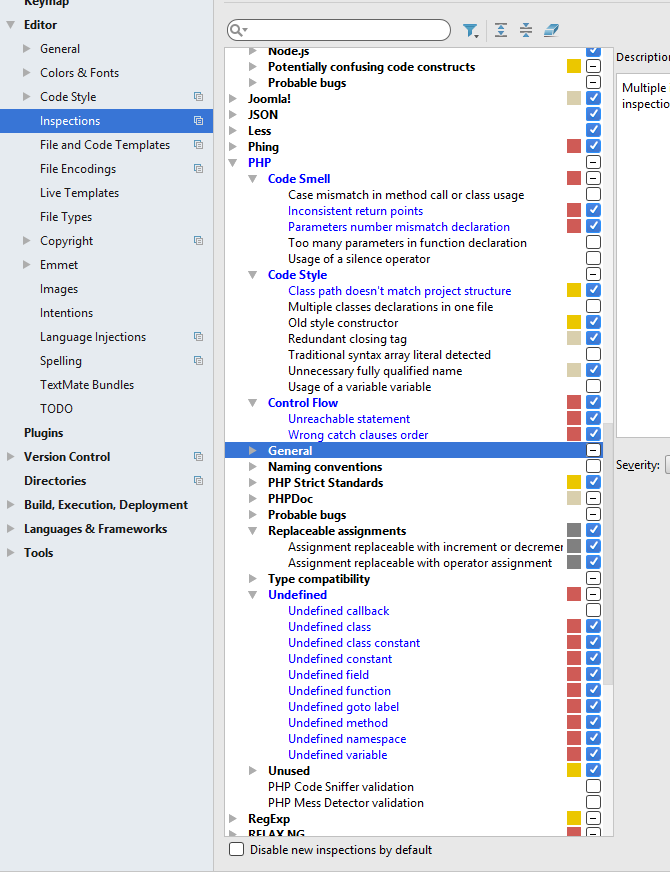 Keymap
Editor
General
Colors & Fonts
Code Style
Inspections
File and Code Templates
File Encodings
Live Templates
File Types
Copyright
Emmet
Images
Intentions
Language Injections
Spelling
TextMate Bundles
TODO
Plugins
Version Control
Directories
Build, Execution, Deployment
Languages & Frameworks
Tools
Node.js
Potentially confusing code constructs
Probable bugs
Joomla!
JSON
Less
Phing
PHP
Code Smell
Case mismatch in method call or class usage
Inconsistent return points
Parameters number mismatch declaration
Too many parameters in function declaration
Usage of a silence operator
Code Style
Class path doesn't match project structure
Multiple classes declarations in one file
Old style constructor
Redundant closing tag
Traditional syntax array literal detected
Unnecessary fully qualified name
Usage of a variable variable
Control Flow
Unreachable statement
Wrong catch clauses order
General
Naming conventions
PHP Strict Standards
PHPDoc
Probable bugs
Replaceable assignments
Assignment replaceable with increment or decremer
Assignment replaceable with operator assignment
Type compatibility
Undefined
Undefined callback
Undefined class
Undefined class constant
Undefined constant
Undefined field
Undefined function
Undefined goto label
Undefined method
Undefined namespace
Undefined variable
Unused
PHP Code Sniffer validation
PHP Mess Detector validation
RegExp
RELAX NG
Disable new inspections by default
Description
Multiple
inspectio
Severity: